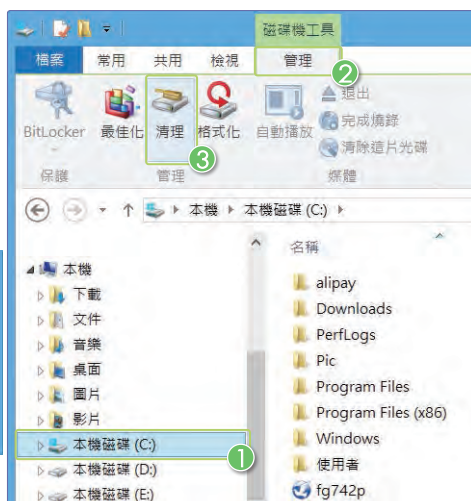 磁碟機工具
檔案 常用 共用 檢視 管理
2
BitLocker 最佳化 清理 格式化 自動播放
退出
完成燒錄
清除這片光碟
3
保護 管理 媒體
本機 本機磁碟 (C:)
名稱
本機
下載
文件
音樂
桌面
圖片
影片
本機磁碟 (C:)
1
本機磁碟 (D:)
本機磁碟 (E:)
alipay
Downloads
PerfLogs
Pic
Program Files
Program Files (x86)
Windows
使用者
fg742p